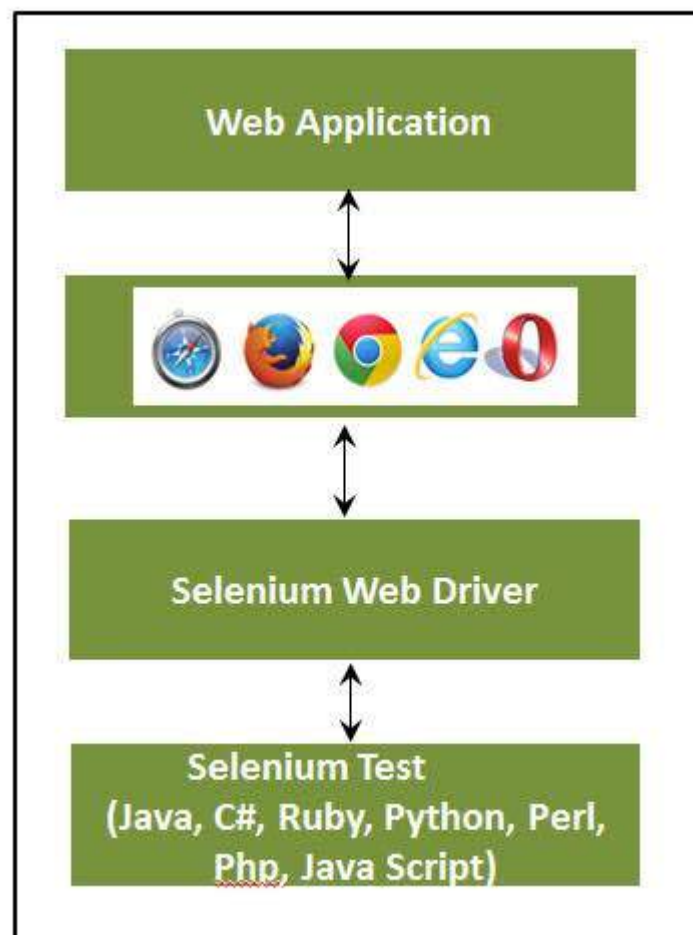 Web Application
Selenium Web Driver
Selenium Test
(Java, C#, Ruby, Python, Perl,
Php, Java Script)